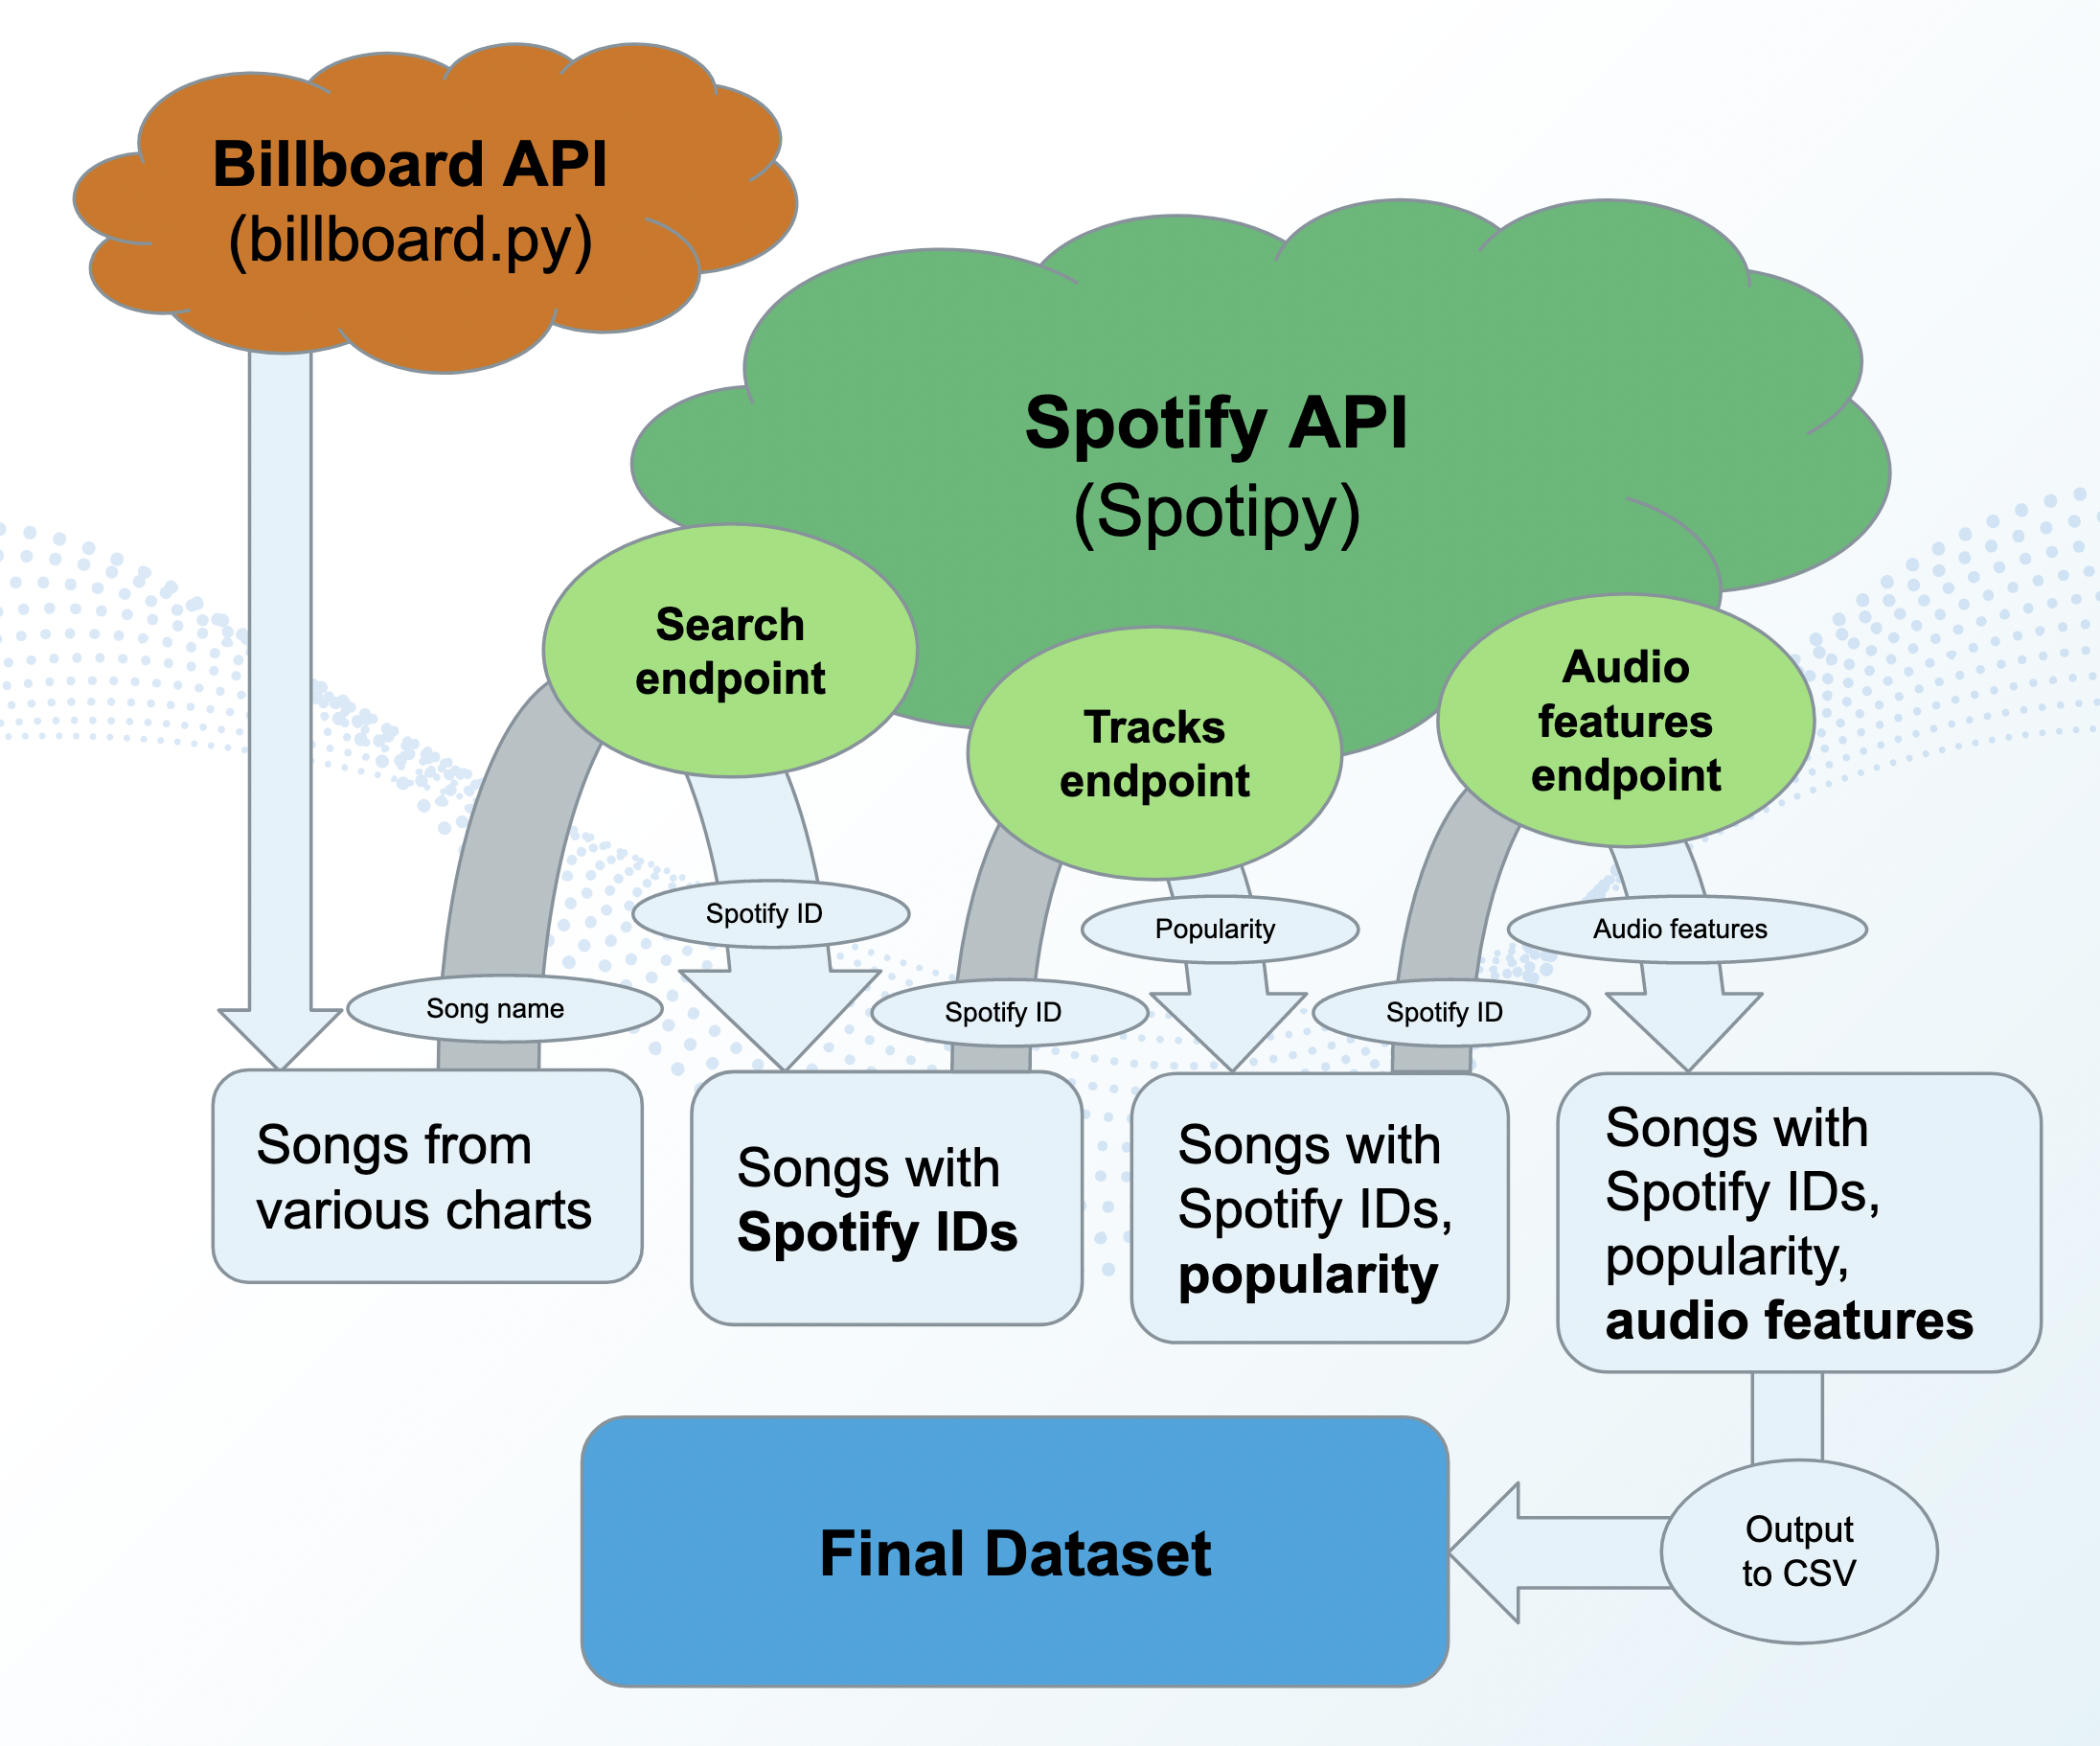 Billboard API
(billboard.py)
Spotify API
(Spotipy)
Search
endpoint
Tracks
endpoint
Audio
features
endpoint
Song name
Spotify ID
Spotify ID
Popularity
Spotify ID
Audio features
Songs from
various charts
Songs with
Spotify IDs
Songs with
Spotify IDs,
popularity
Songs with
Spotify IDs,
popularity,
audio features
Output
to CSV
Final Dataset